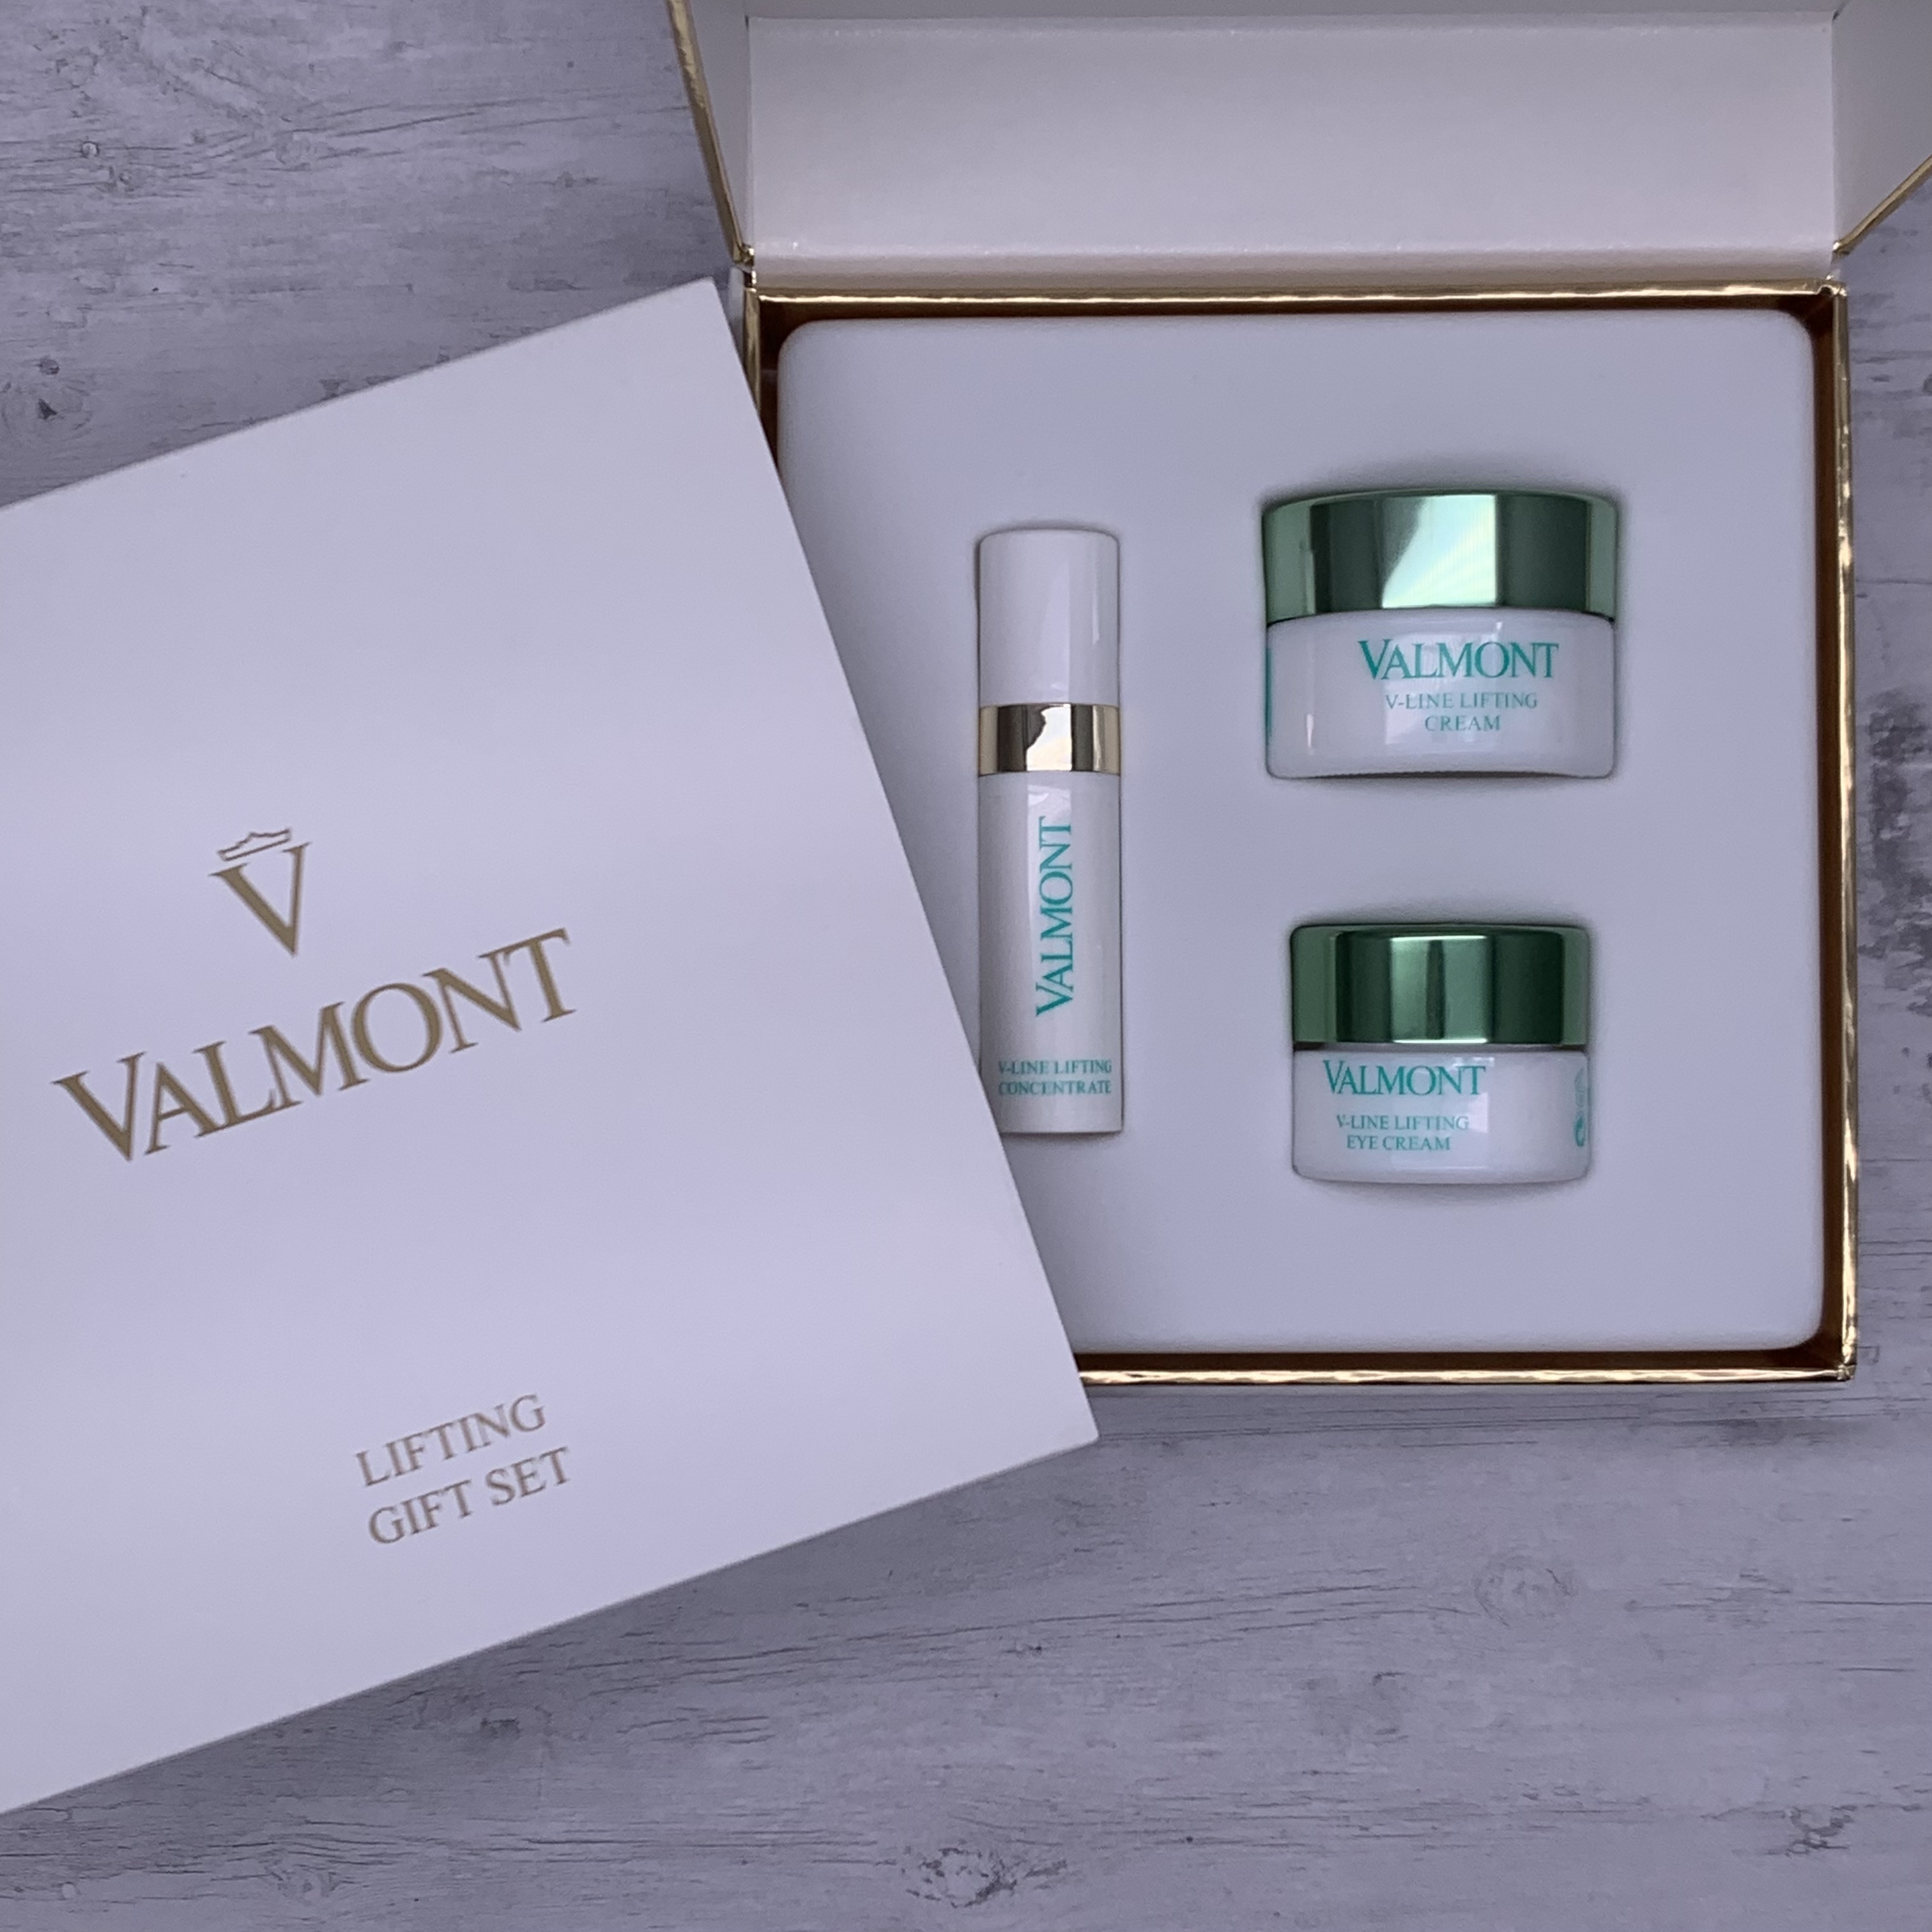 V
VALMONT
LIFTING
GIFT SET
VALMONT
V-LINE LIFTING
CONCENTRATE
VALMONT
V-LINE LIFTING
CREAM
VALMONT
V-LINE LIFTING
EYE CREAM